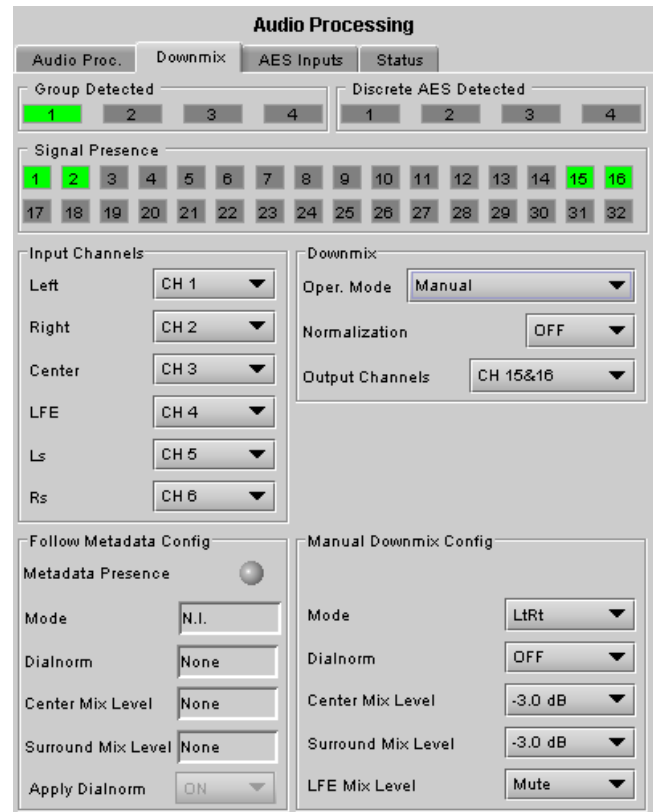 Audio Processing
Audio Proc. Downmix AES Inputs Status
Group Detected
1 2 3 4
Discrete AES Detected
1 2 3 4
Signal Presence
1 2 3 4 5 6 7 8 9 10 11 12 13 14 15 16
17 18 19 20 21 22 23 24 25 26 27 28 29 30 31 32
Input Channels
Left CH 1
Right CH 2
Center CH 3
LFE CH 4
Ls CH 5
Rs CH 6
Downmix
Oper. Mode Manual
Normalization OFF
Output Channels CH 15&16
Follow Metadata Config
Metadata Presence
Mode N.I.
Dialnorm None
Center Mix Level None
Surround Mix Level None
Apply Dialnorm ON
Manual Downmix Config
Mode LtRt
Dialnorm OFF
Center Mix Level -3.0 dB
Surround Mix Level -3.0 dB
LFE Mix Level Mute